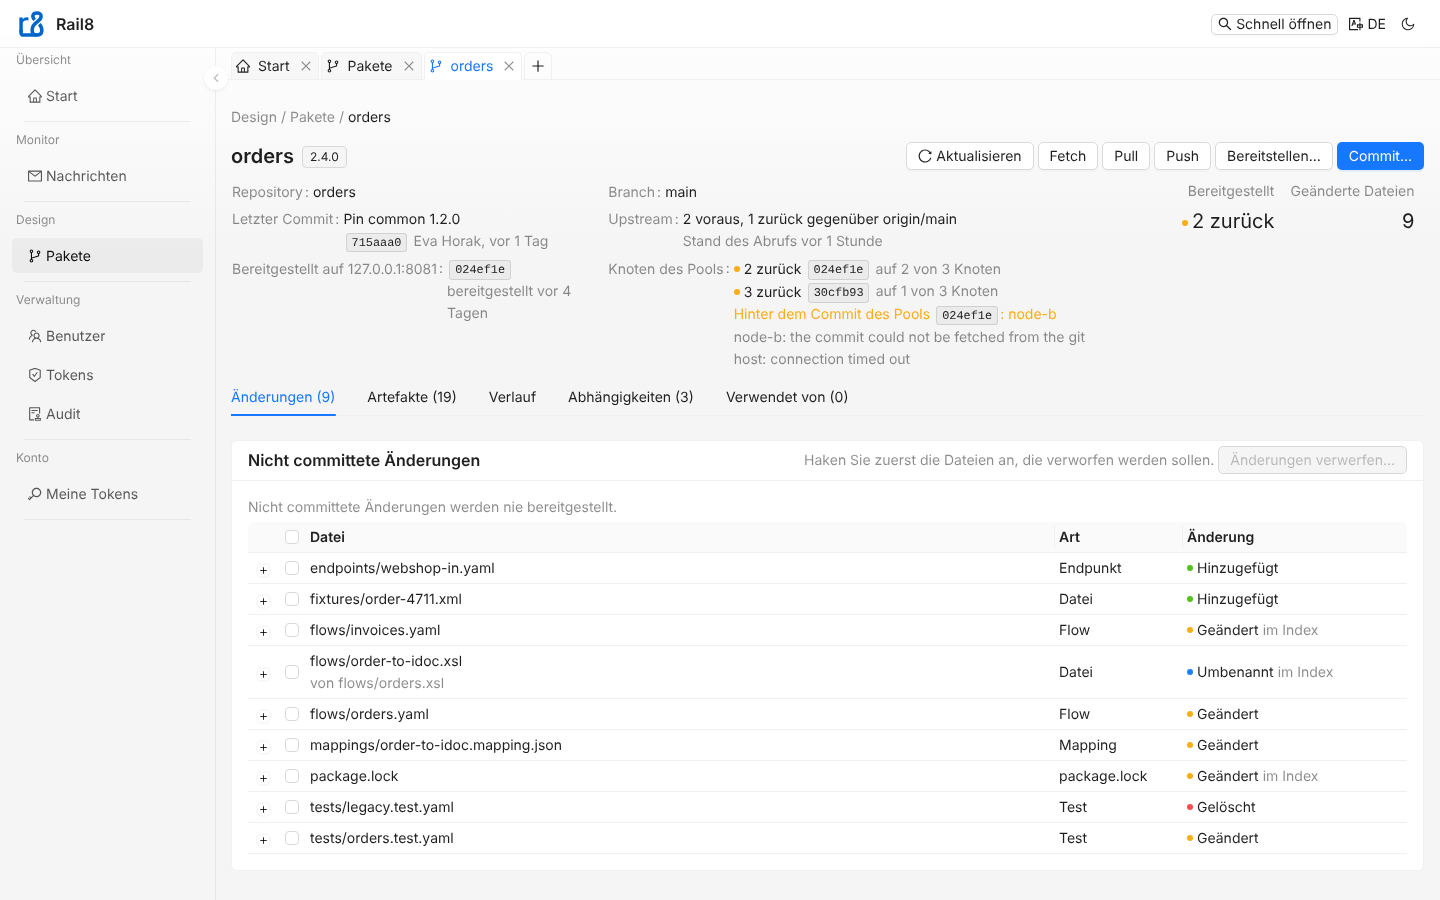 Rail8
Schnell öffnen
DE
Übersicht
Start
Monitor
Nachrichten
Design
Pakete
Verwaltung
Benutzer
Tokens
Audit
Konto
Meine Tokens
Start
Pakete
orders
Design / Pakete / orders
orders 2.4.0
Aktualisieren
Fetch
Pull
Push
Bereitstellen...
Commit...
Repository: orders
Branch: main
Bereitgestellt
2 zurück
Geänderte Dateien
9
Letzter Commit: Pin common 1.2.0
715aaa0 Eva Horak, vor 1 Tag
Upstream: 2 voraus, 1 zurück gegenüber origin/main
Stand des Abrufs vor 1 Stunde
Bereitgestellt auf 127.0.0.1:8081: 024ef1e
bereitgestellt vor 4
Tagen
Knoten des Pools: 2 zurück 024ef1e auf 2 von 3 Knoten
3 zurück 30cfb93 auf 1 von 3 Knoten
Hinter dem Commit des Pools 024ef1e : node-b
node-b: the commit could not be fetched from the git
host: connection timed out
Änderungen (9)
Artefakte (19)
Verlauf
Abhängigkeiten (3)
Verwendet von (0)
Nicht committete Änderungen
Haken Sie zuerst die Dateien an, die verworfen werden sollen.
Änderungen verwerfen...
Nicht committete Änderungen werden nie bereitgestellt.
Datei Art Änderung
endpoints/webshop-in.yaml Endpunkt Hinzugefügt
fixtures/order-4711.xml Datei Hinzugefügt
flows/invoices.yaml Flow Geändert im Index
flows/order-to-idoc.xsl
von flows/orders.xsl
Datei Umbenannt im Index
flows/orders.yaml Flow Geändert
mappings/order-to-idoc.mapping.json Mapping Geändert
package.lock package.lock Geändert im Index
tests/legacy.test.yaml Test Gelöscht
tests/orders.test.yaml Test Geändert